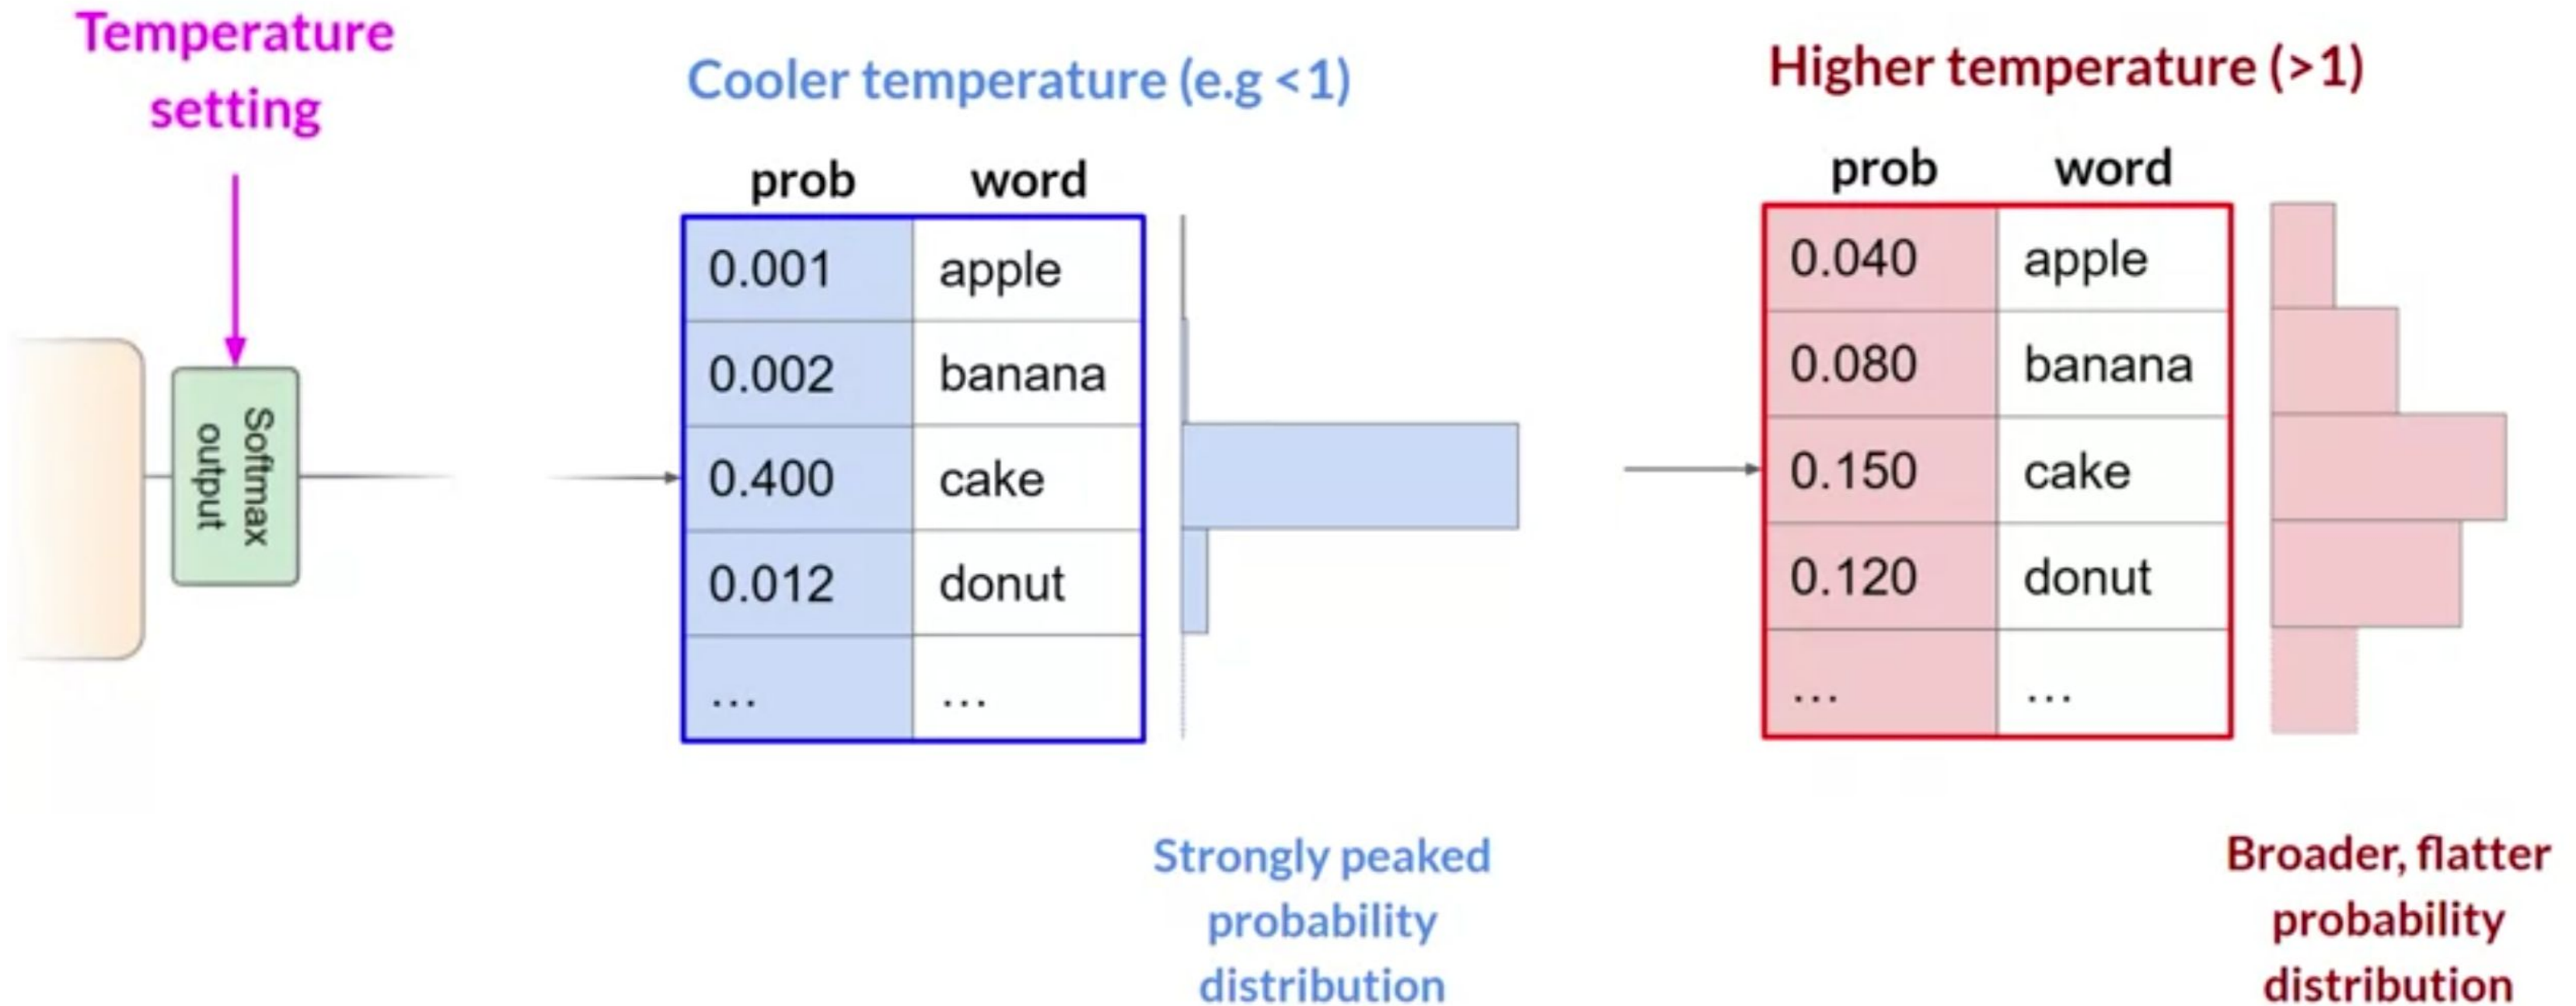 Temperature
setting
Softmax
output
Cooler temperature (e.g <1)
prob word
0.001 apple
0.002 banana
0.400 cake
0.012 donut
... ...
Strongly peaked
probability
distribution
Higher temperature (>1)
prob word
0.040 apple
0.080 banana
0.150 cake
0.120 donut
... ...
Broader, flatter
probability
distribution